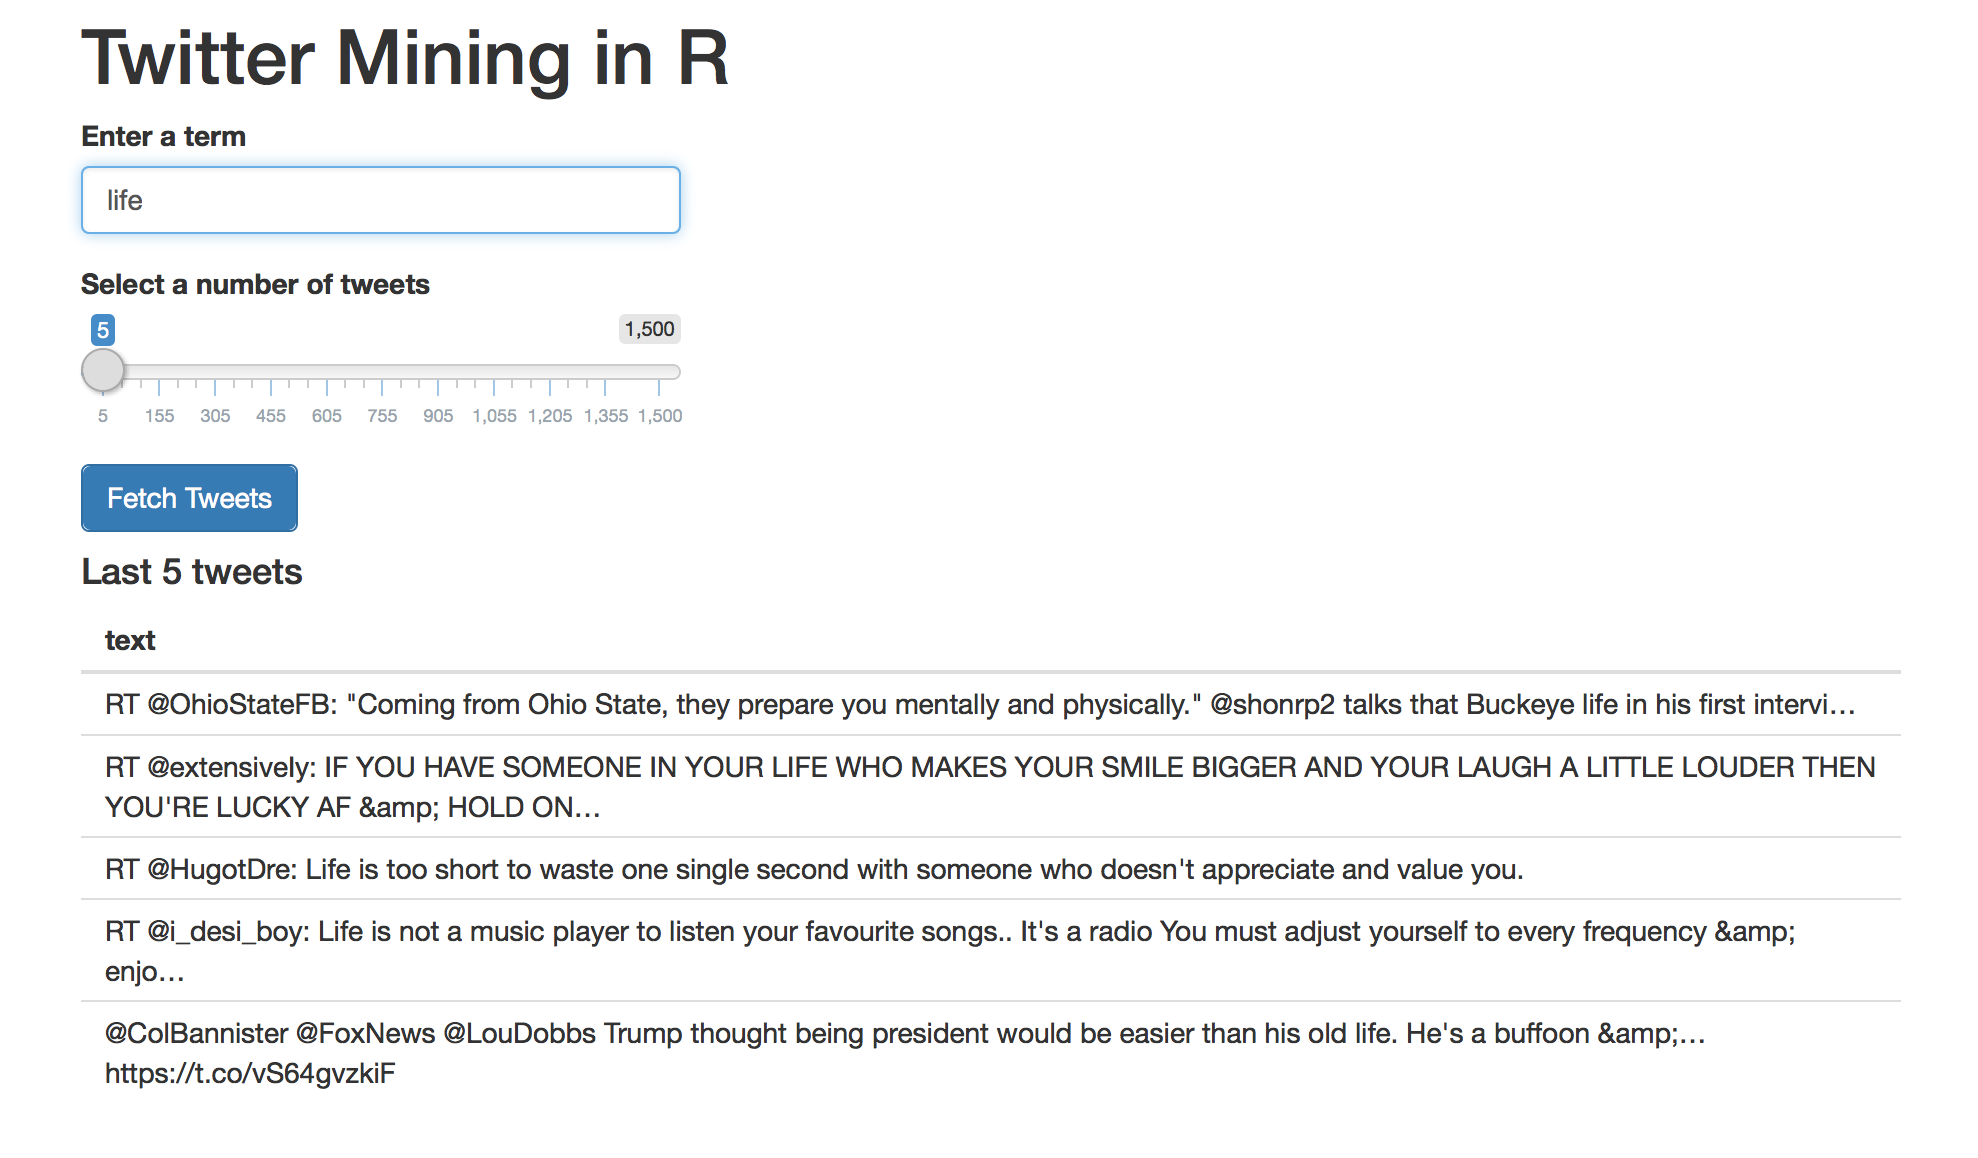 Twitter Mining in R
Enter a term
life
Select a number of tweets
5 1,500
5 155 305 455 605 755 905 1,055 1,205 1,355 1,500
Fetch Tweets
Last 5 tweets
text
RT @OhioStateFB: "Coming from Ohio State, they prepare you mentally and physically." @shonrp2 talks that Buckeye life in his first intervi…
RT @extensively: IF YOU HAVE SOMEONE IN YOUR LIFE WHO MAKES YOUR SMILE BIGGER AND YOUR LAUGH A LITTLE LOUDER THEN
YOU'RE LUCKY AF &amp; HOLD ON…
RT @HugotDre: Life is too short to waste one single second with someone who doesn't appreciate and value you.
RT @i_desi_boy: Life is not a music player to listen your favourite songs.. It's a radio You must adjust yourself to every frequency &amp;
enjo…
@ColBannister @FoxNews @LouDobbs Trump thought being president would be easier than his old life. He's a buffoon &amp;…
https://t.co/vS64gvzkiF